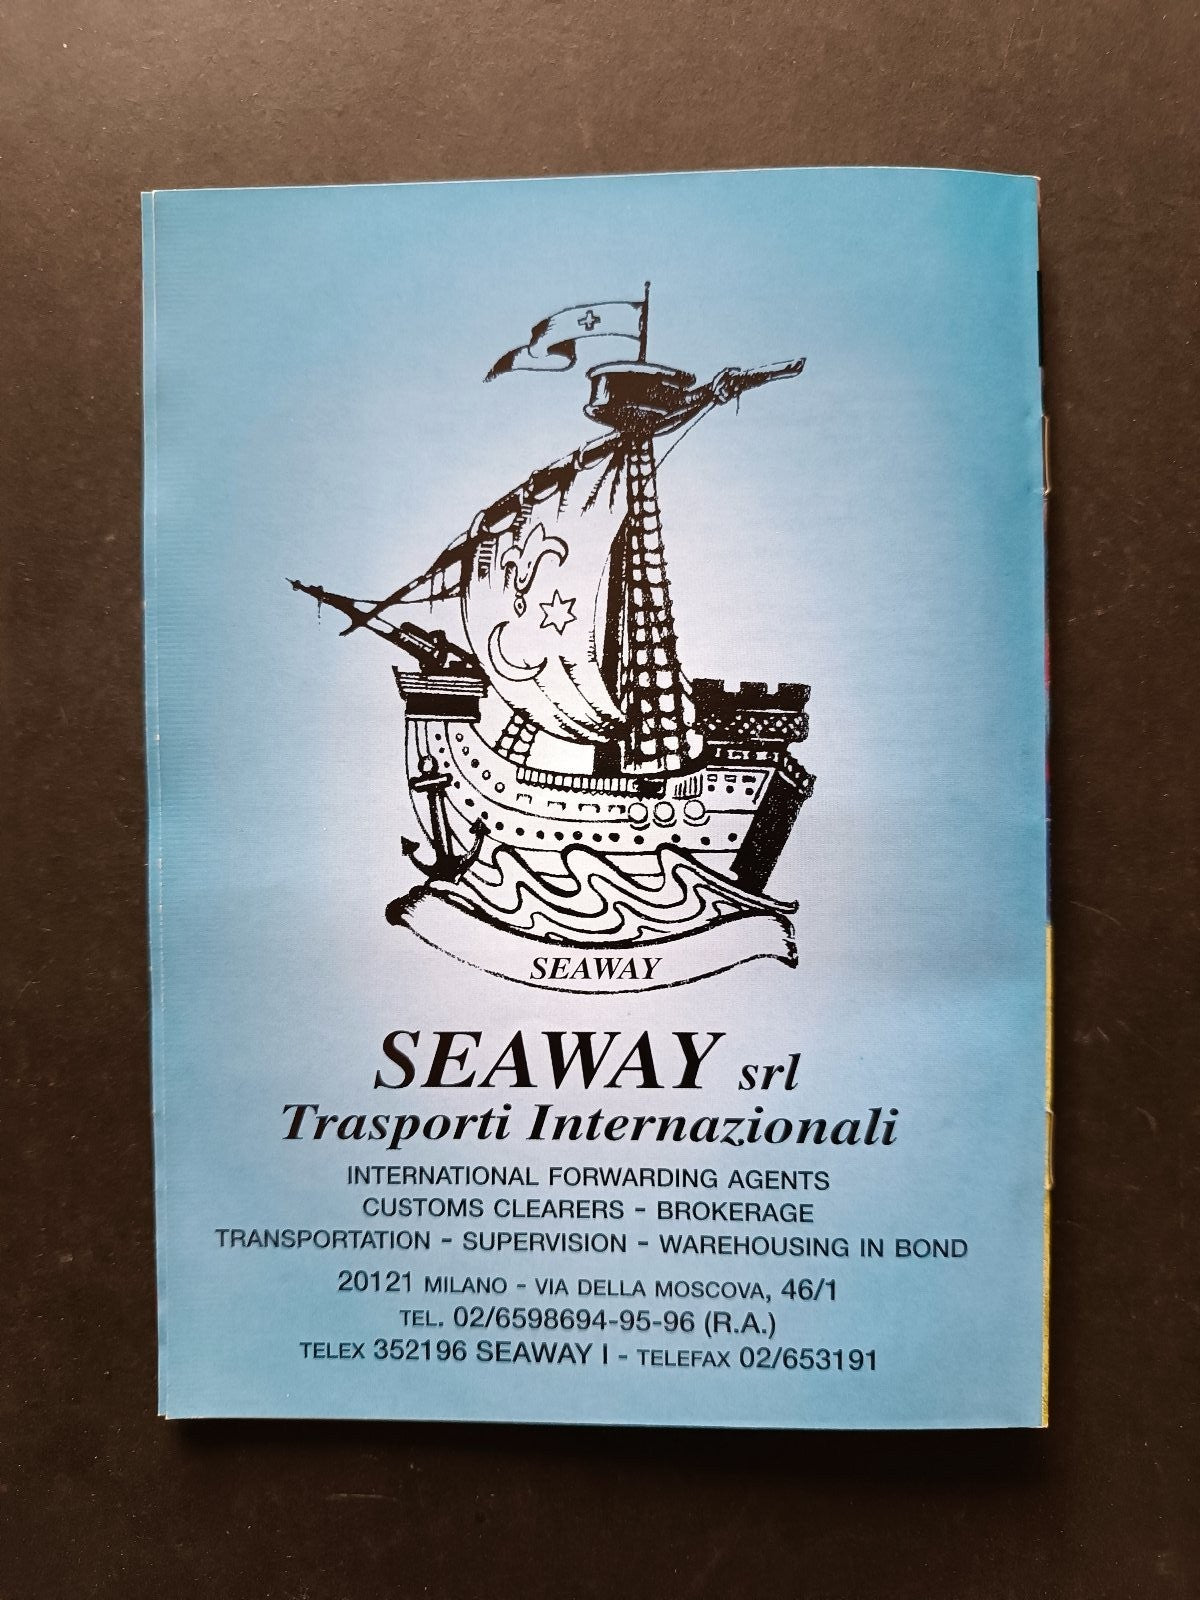 SEAWAY
SEAWAY srl
Trasporti Internazionali
INTERNATIONAL FORWARDING AGENTS
CUSTOMS CLEARERS - BROKERAGE
TRANSPORTATION - SUPERVISION - WAREHOUSING IN BOND
20121 MILANO - VIA DELLA MOSCOVA, 46/1
TEL. 02/6598694-95-96 (R.A.)
TELEX 352196 SEAWAY I - TELEFAX 02/653191